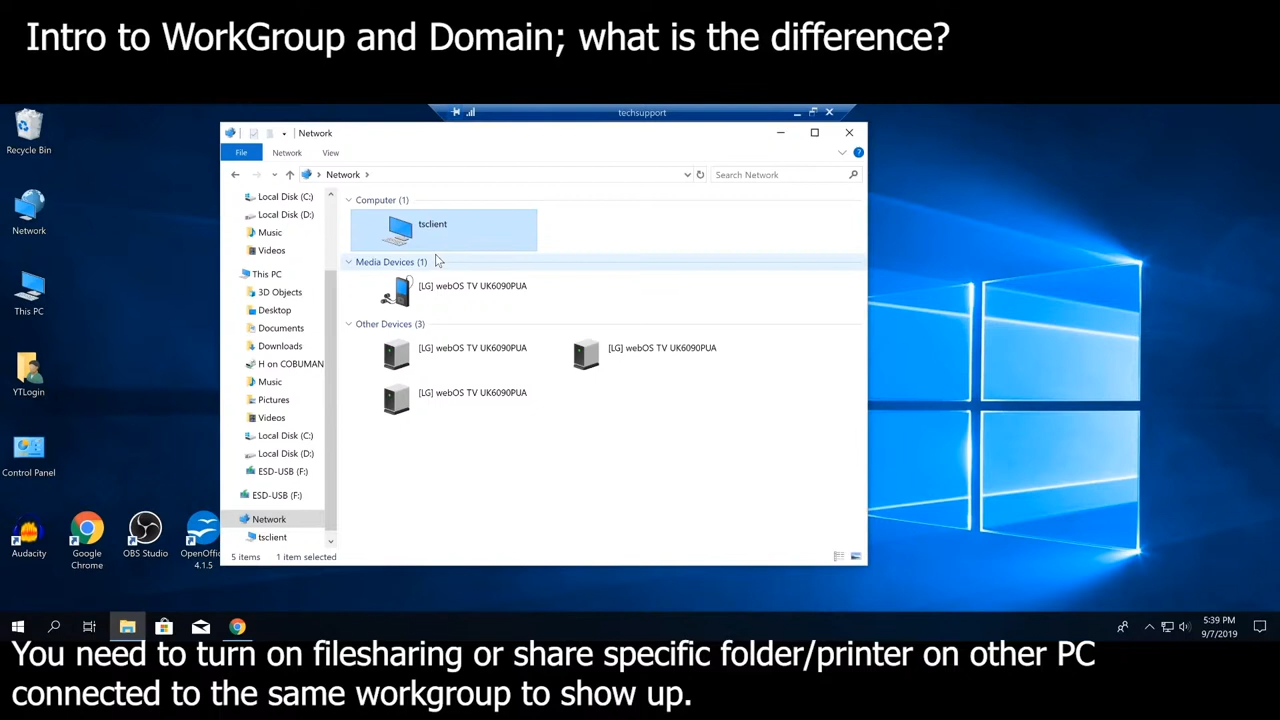 Intro to WorkGroup and Domain; what is the difference?
techsupport
Recycle Bin
Network
This PC
YTLogin
Control Panel
Audacity
Google
Chrome
OBS Studio
OpenOffic
4.1.5
Network
File
Network
View
Network
Search Network
Local Disk (C:)
Local Disk (D:)
Music
Videos
This PC
3D Objects
Desktop
Documents
Downloads
H on COBUMAN
Music
Pictures
Videos
Local Disk (C:)
Local Disk (D:)
ESD-USB (F:)
ESD-USB (F:)
Network
tsclient
Computer (1)
tsclient
Media Devices (1)
[LG] webOS TV UK6090PUA
Other Devices (3)
[LG] webOS TV UK6090PUA
[LG] webOS TV UK6090PUA
[LG] webOS TV UK6090PUA
5 items
1 item selected
5:39 PM
9/7/2019
You need to turn on filesharing or share specific folder/printer on other PC
connected to the same workgroup to show up.